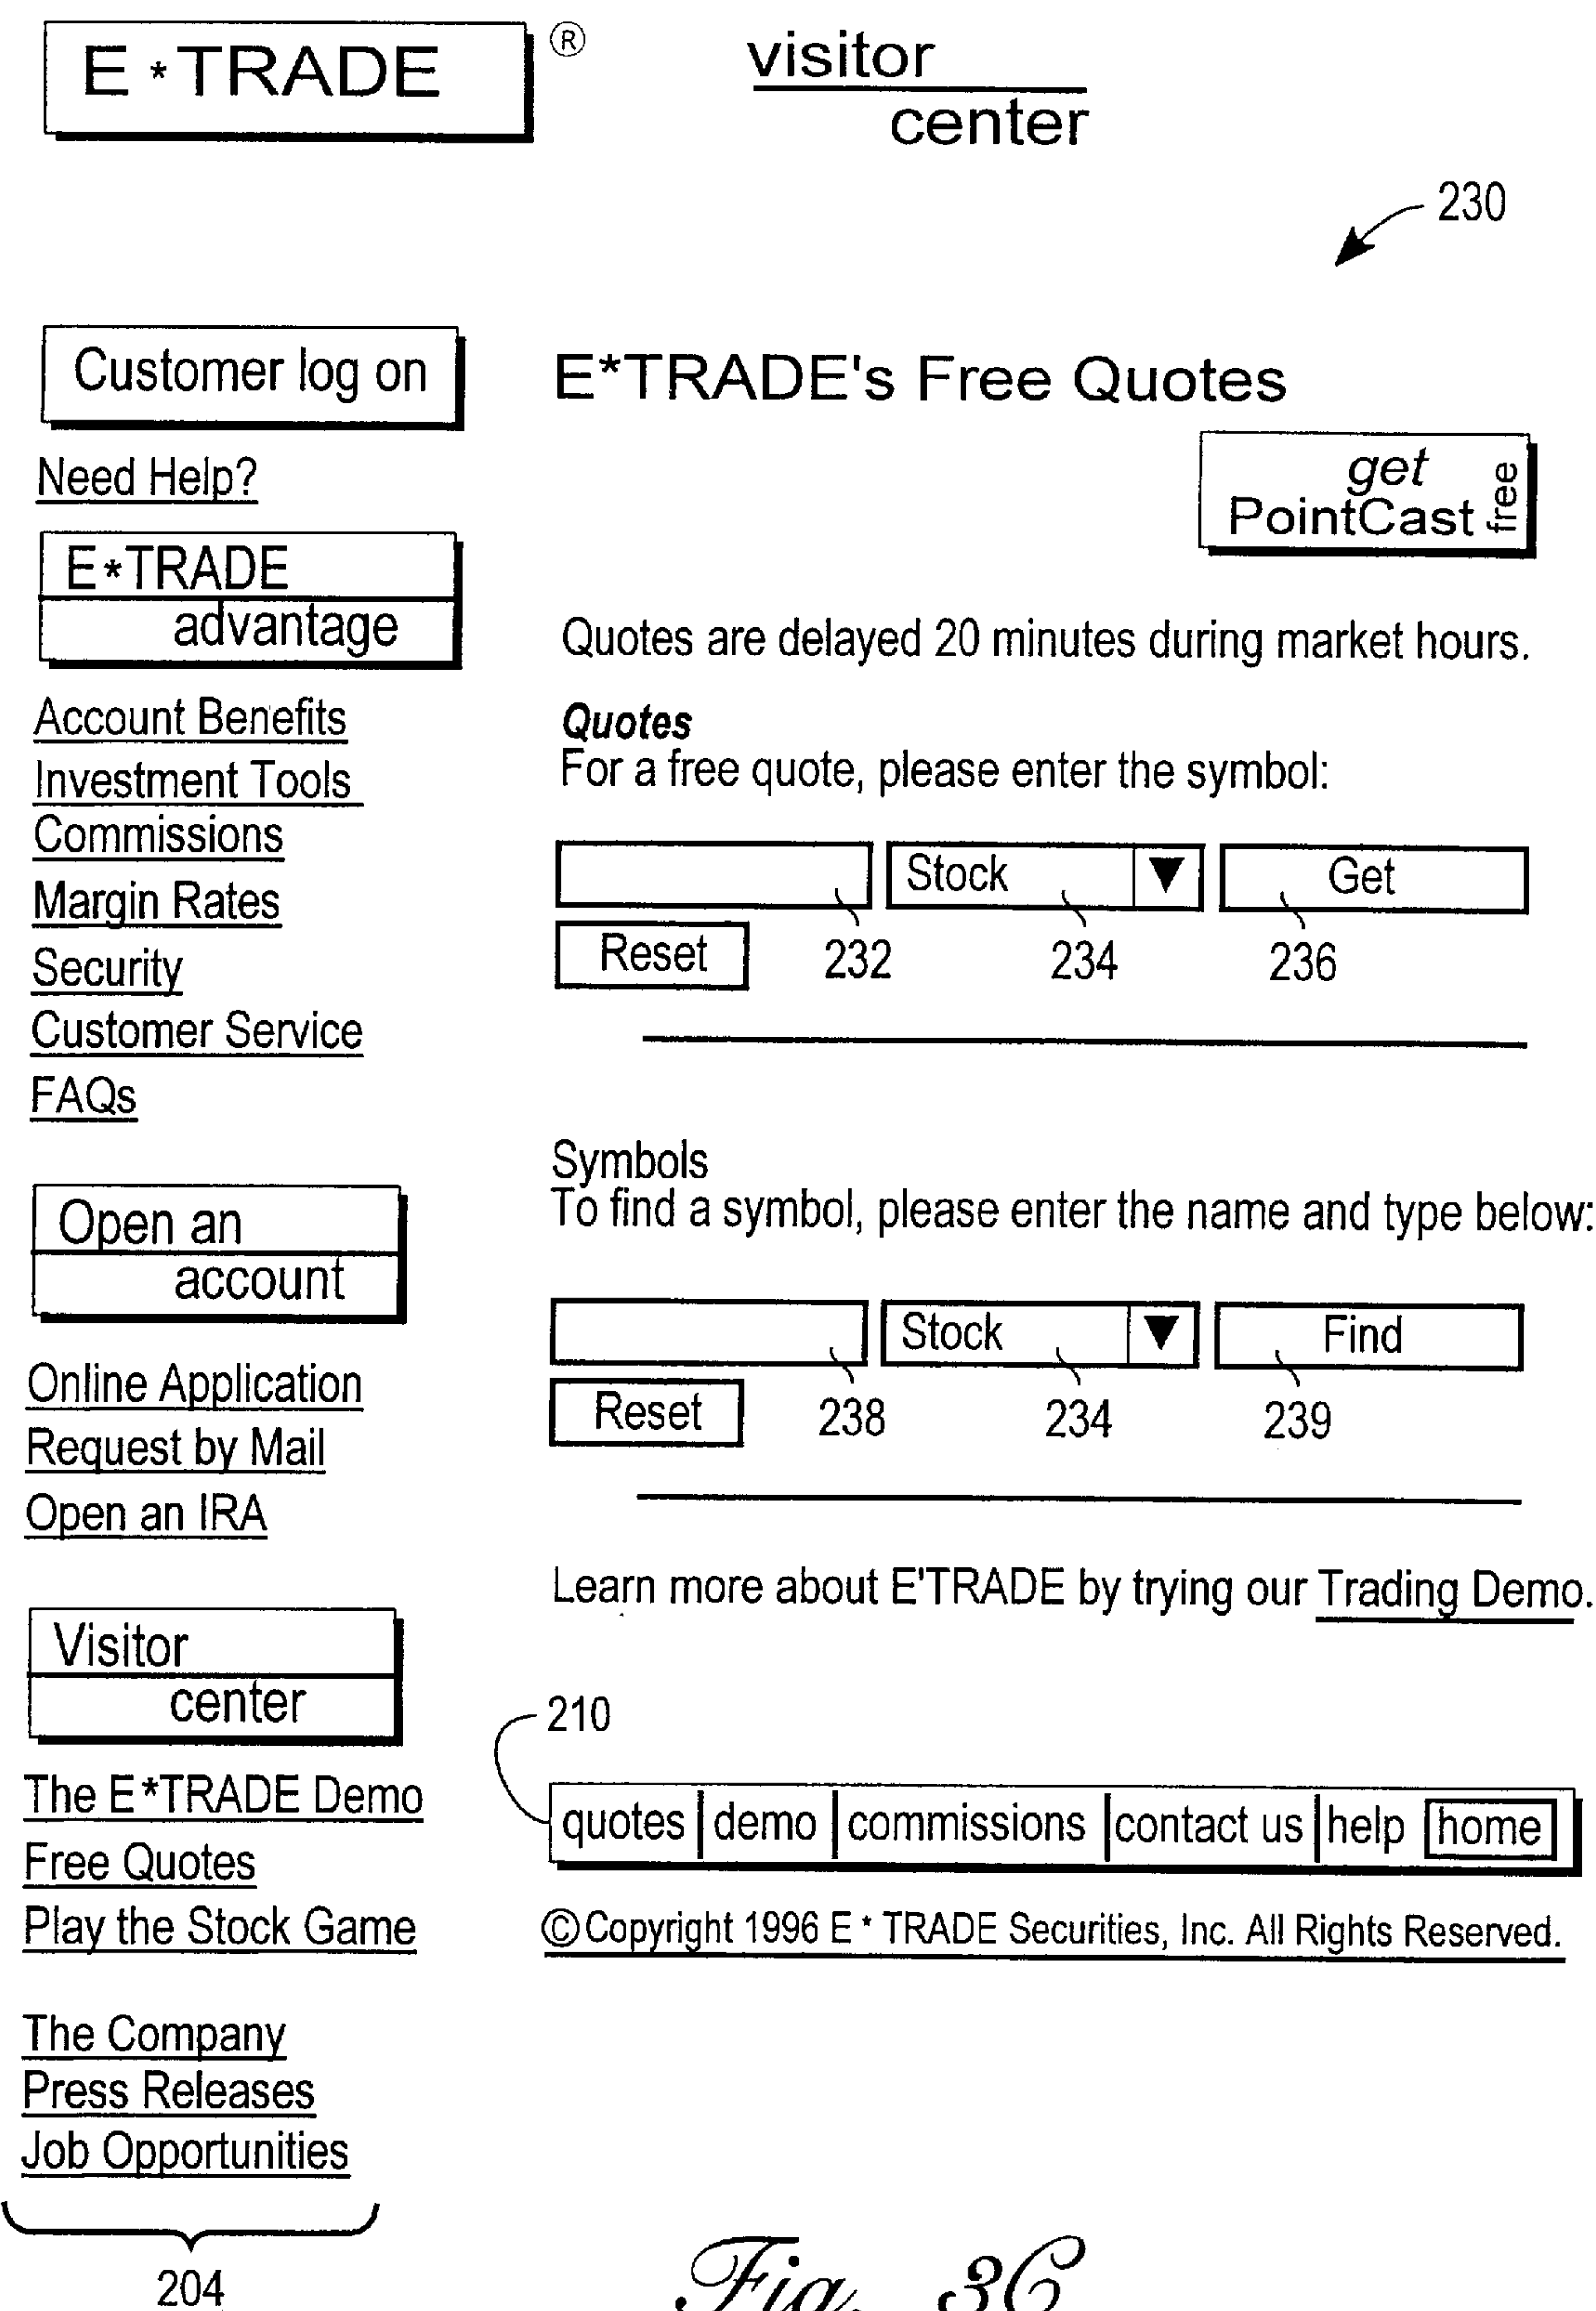 E*TRADE ®
visitor
center
230
Customer log on
Need Help?
E*TRADE
advantage
Account Benefits
Investment Tools
Commissions
Margin Rates
Security
Customer Service
FAQs
Open an
account
Online Application
Request by Mail
Open an IRA
Visitor
center
The E*TRADE Demo
Free Quotes
Play the Stock Game
The Company
Press Releases
Job Opportunities
204
E*TRADE's Free Quotes
get
PointCast free
Quotes are delayed 20 minutes during market hours.
Quotes
For a free quote, please enter the symbol:
Stock ▼ Get
Reset 232 234 236
Symbols
To find a symbol, please enter the name and type below:
Stock ▼ Find
Reset 238 234 239
Learn more about E'TRADE by trying our Trading Demo.
210
quotes | demo | commissions | contact us | help home
©Copyright 1996 E * TRADE Securities, Inc. All Rights Reserved.
Fig. 3C